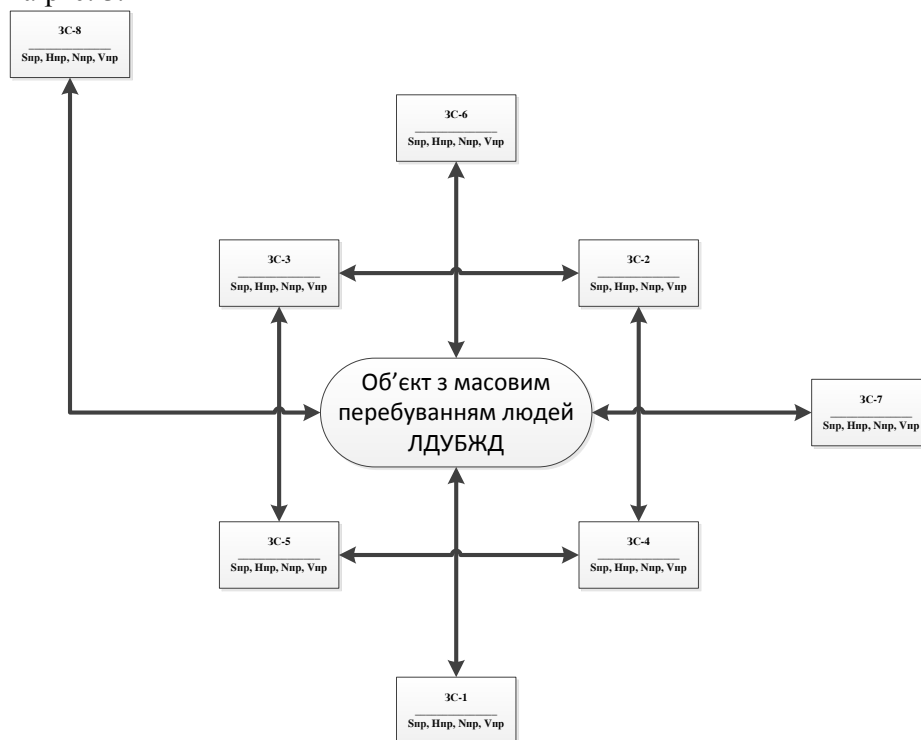 ЗС-8
Sпр, Нпр, Nпр, Vпр
ЗС-6
Sпр, Нпр, Nпр, Vпр
ЗС-3
Sпр, Нпр, Nпр, Vпр
ЗС-2
Sпр, Нпр, Nпр, Vпр
Об’єкт з масовим
перебуванням людей
ЛДУБЖД
ЗС-7
Sпр, Нпр, Nпр, Vпр
ЗС-5
Sпр, Нпр, Nпр, Vпр
ЗС-4
Sпр, Нпр, Nпр, Vпр
ЗС-1
Sпр, Нпр, Nпр, Vпр